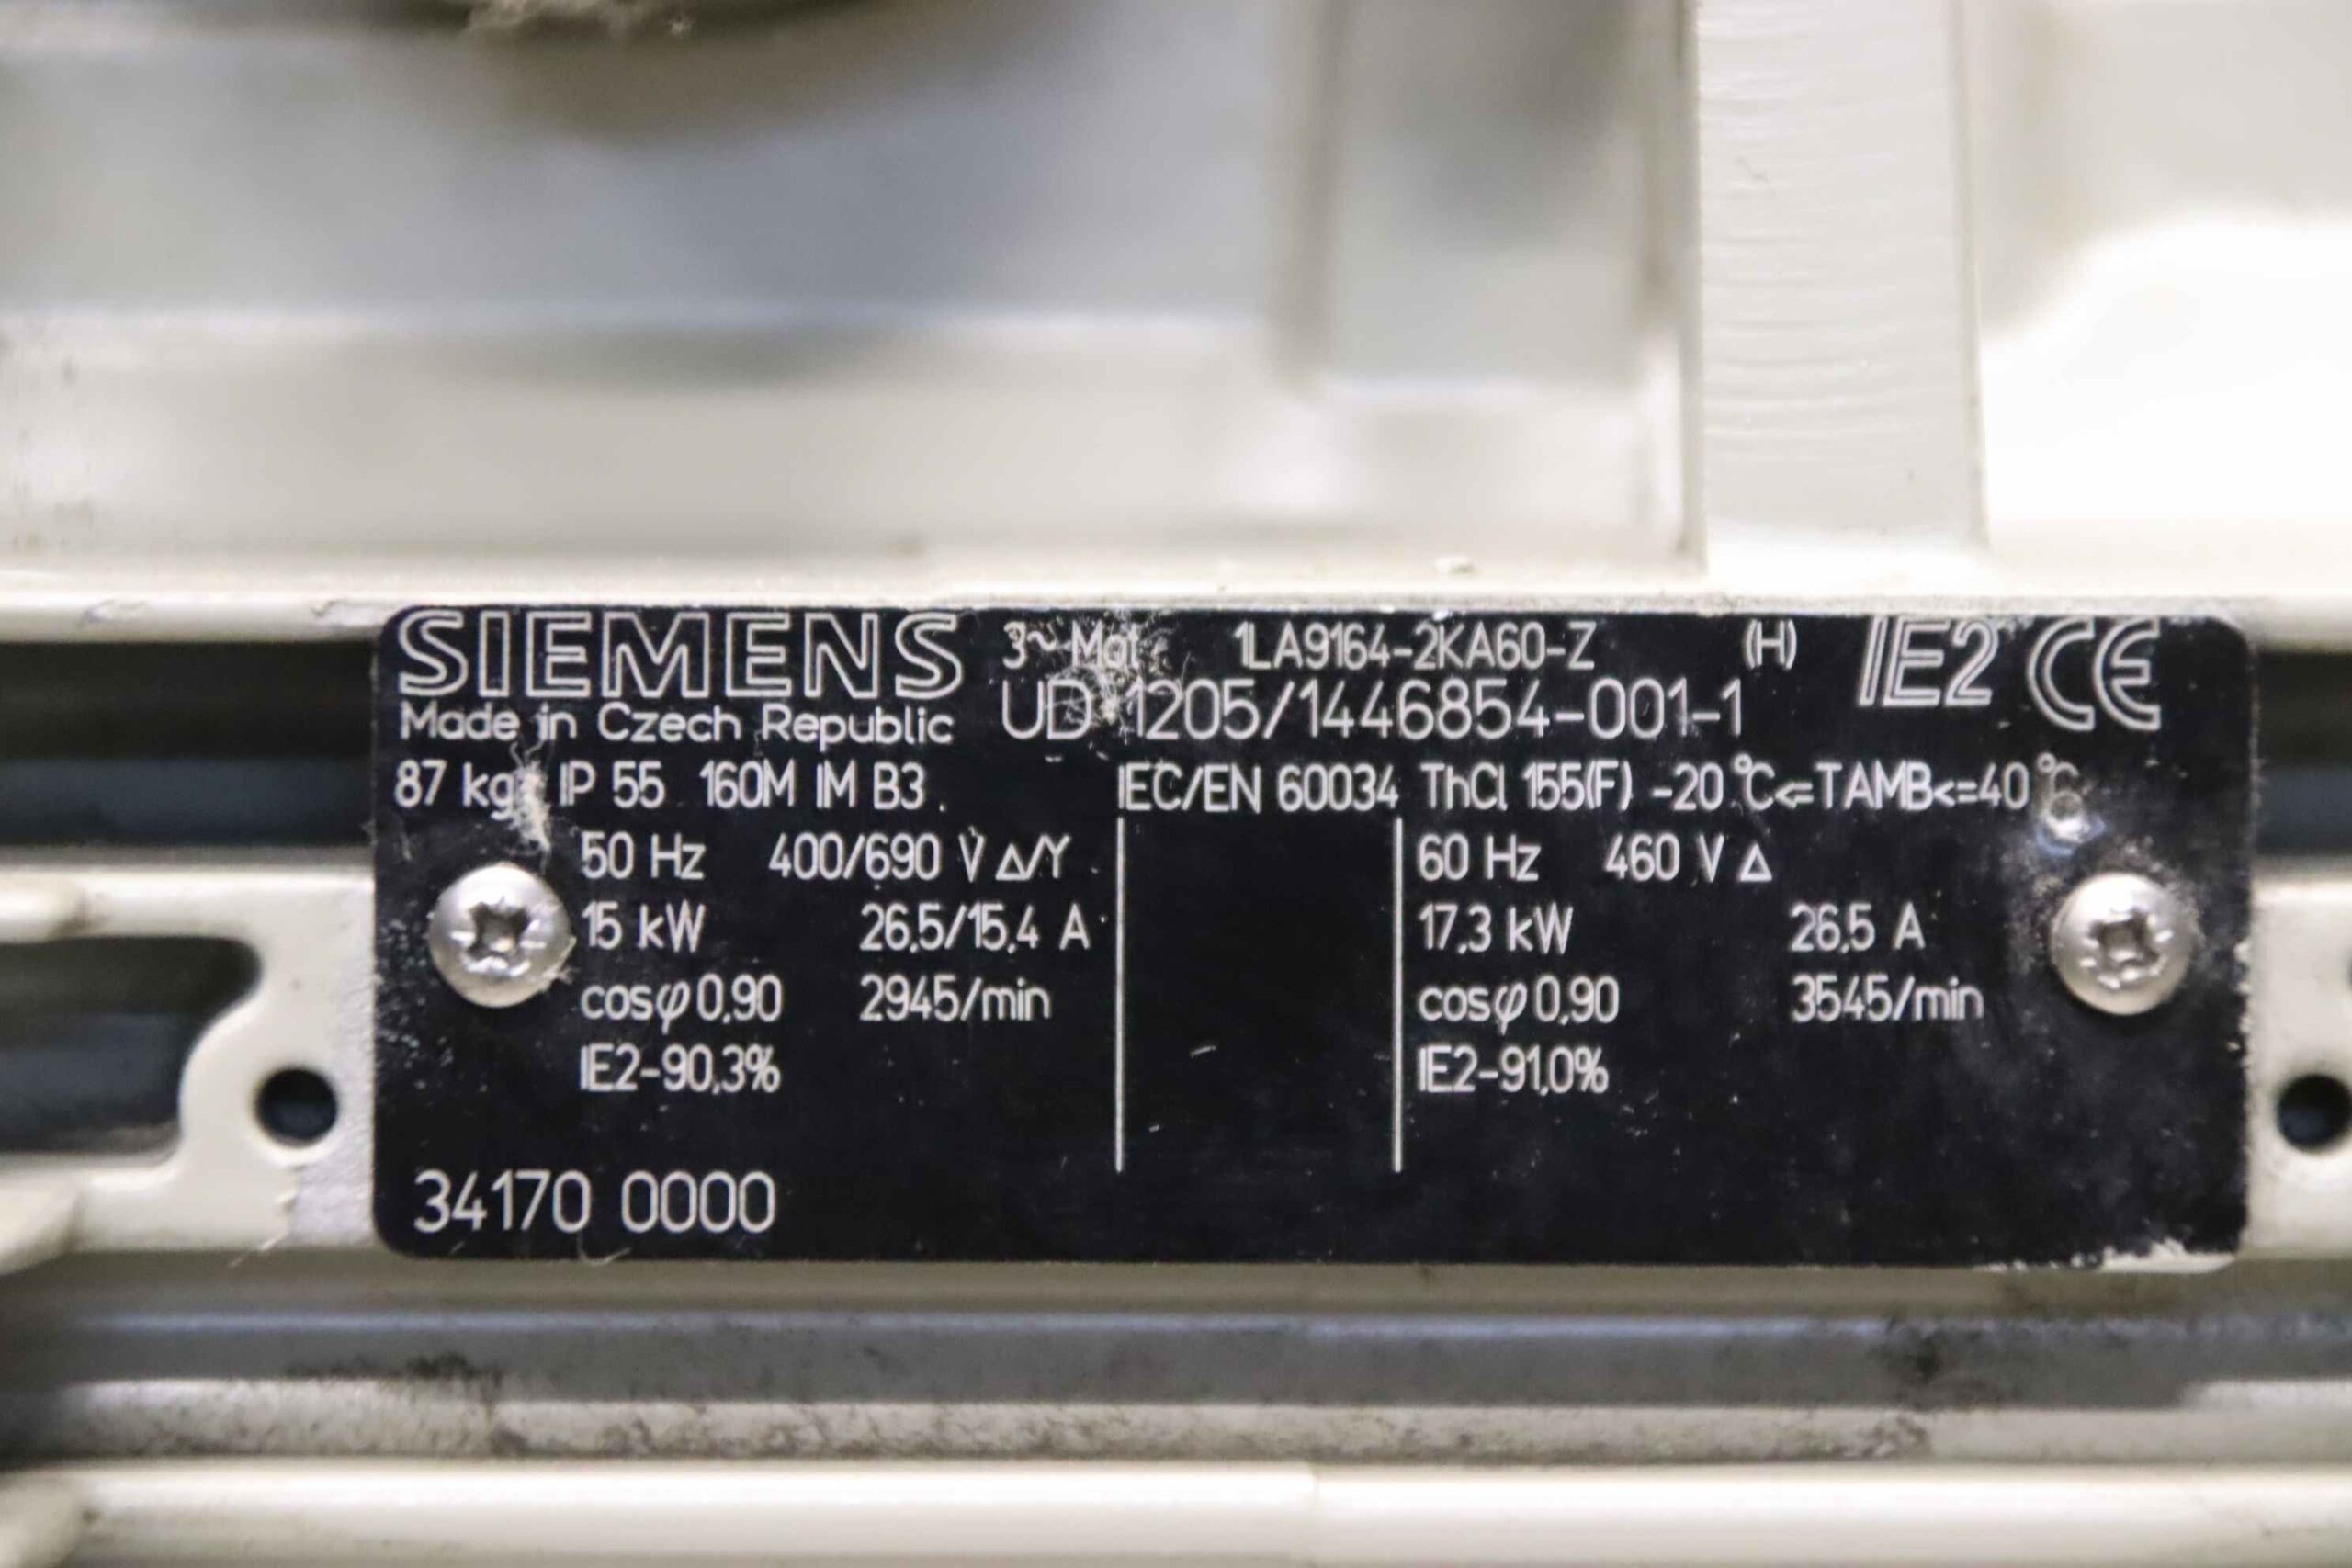 SIEMENS 3~Mot. 1LA9164-2KA60-Z (H) IE2 CE
Made in Czech Republic UD 1205/1446854-001-1
87 kg IP 55 160M IM B3 IEC/EN 60034 ThCl 155(F) -20 °C<=TAMB<=40 °C
50 Hz 400/690 V Δ/Y 60 Hz 460 V Δ
15 kW 26,5/15,4 A 17,3 kW 26,5 A
cosφ 0,90 2945/min cosφ 0,90 3545/min
IE2-90,3% IE2-91,0%
34170 0000